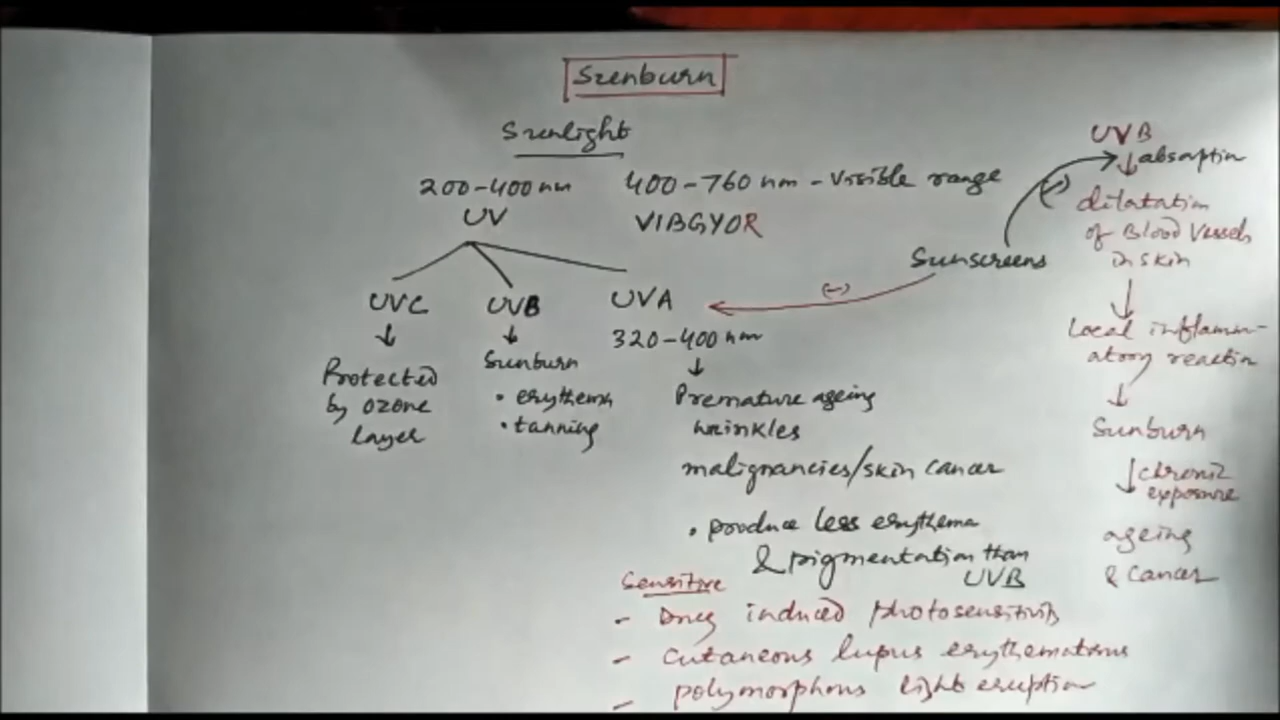 Sunburn
Sunlight
200-400 nm 400-760 nm - Visible range
UV VIBGYOR
UVC UVB UVA
320-400 nm
Protected
by ozone
layer
Sunburn
• erythema
• tanning
Premature ageing
wrinkles
malignancies/skin cancer
• produce less erythema
& pigmentation than
UVB
Sensitive
- Drug induced photosensitivity
- cutaneous lupus erythematosus
- polymorphous light eruption
Sunscreens
(-)
(-)
UVB
absorption
dilatation
of Blood Vessels
in skin
Local inflamm-
atory reaction
Sunburn
chronic
exposure
ageing
& cancer